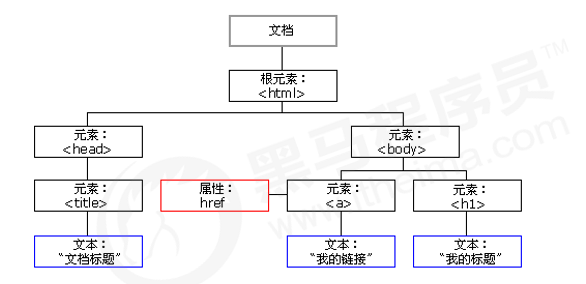 文档
根元素：
<html>
元素：
<head>
元素：
<body>
元素：
<title>
属性：
href
元素：
<a>
元素：
<h1>
文本：
“文档标题”
文本：
“我的链接”
文本：
“我的标题”
黑马程序员TM
www.itheima.com